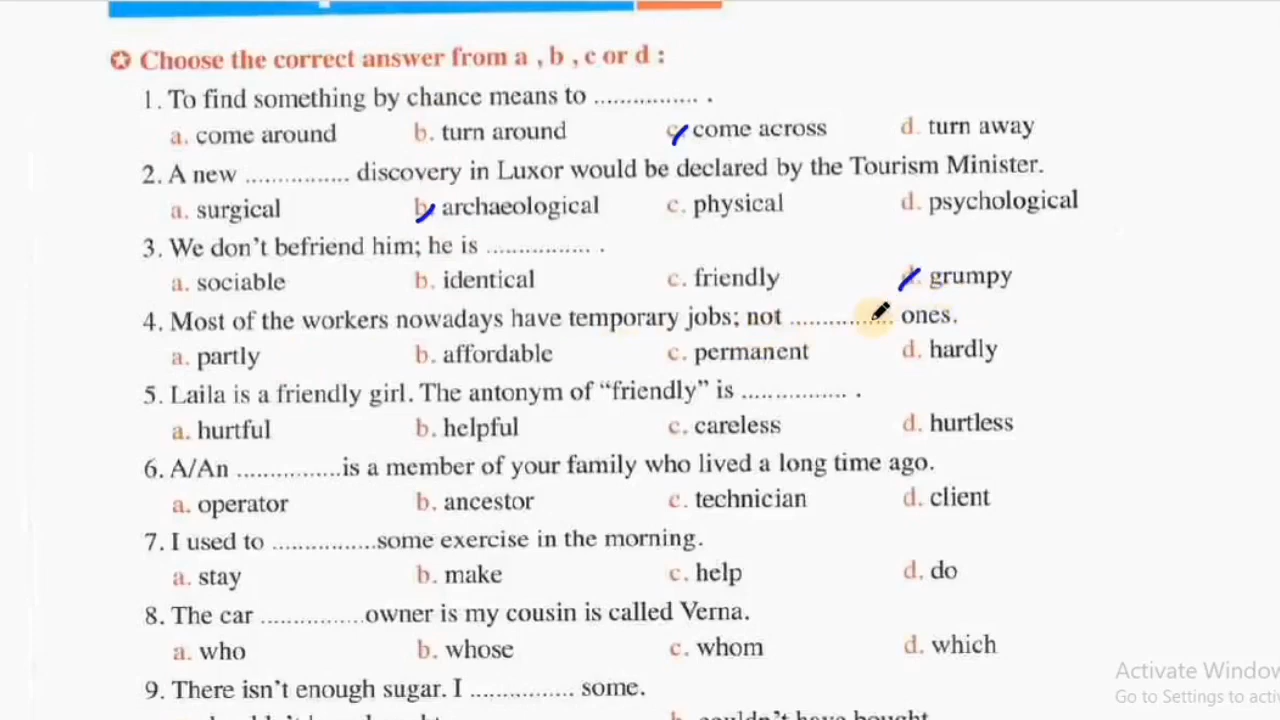 ✪ Choose the correct answer from a , b , c or d :
1. To find something by chance means to ................ .
a. come around b. turn around c. come across d. turn away
2. A new ................ discovery in Luxor would be declared by the Tourism Minister.
a. surgical b. archaeological c. physical d. psychological
3. We don't befriend him; he is ................ .
a. sociable b. identical c. friendly d. grumpy
4. Most of the workers nowadays have temporary jobs; not ................ ones.
a. partly b. affordable c. permanent d. hardly
5. Laila is a friendly girl. The antonym of “friendly” is ................ .
a. hurtful b. helpful c. careless d. hurtless
6. A/An ................is a member of your family who lived a long time ago.
a. operator b. ancestor c. technician d. client
7. I used to ................some exercise in the morning.
a. stay b. make c. help d. do
8. The car ................owner is my cousin is called Verna.
a. who b. whose c. whom d. which
9. There isn't enough sugar. I ................ some.
b. couldn't have bought
Activate Window
Go to Settings to acti